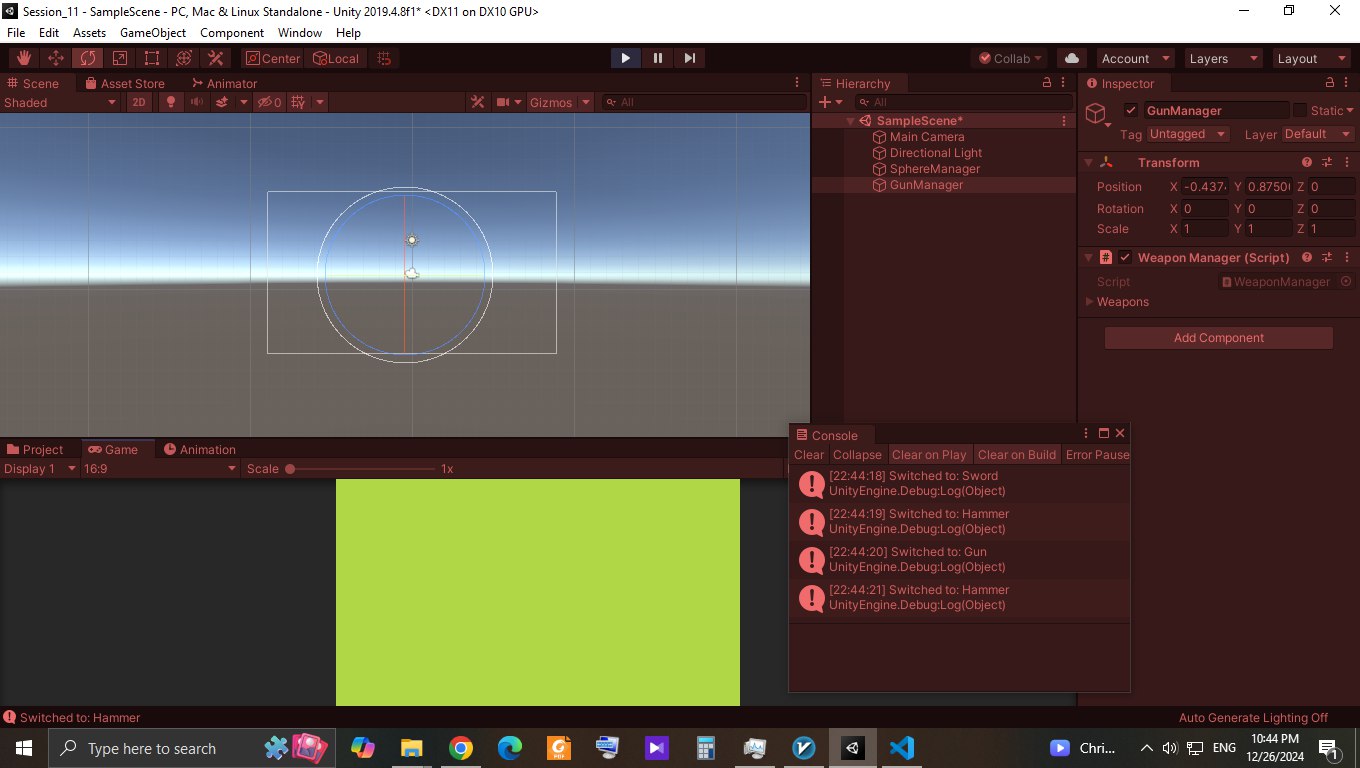 Session_11 - SampleScene - PC, Mac & Linux Standalone - Unity 2019.4.8f1* <DX11 on DX10 GPU>
File Edit Assets GameObject Component Window Help
Center Local Collab Account Layers Layout
Scene Asset Store Animator
Shaded 2D 0 Gizmos All
Hierarchy
All
SampleScene*
Main Camera
Directional Light
SphereManager
GunManager
Inspector
GunManager Static
Tag Untagged Layer Default
Transform
Position X -0.437 Y 0.8750 Z 0
Rotation X 0 Y 0 Z 0
Scale X 1 Y 1 Z 1
# Weapon Manager (Script)
Script WeaponManager
Weapons
Add Component
Project Game Animation
Display 1 16:9 Scale 1x
Console
Clear Collapse Clear on Play Clear on Build Error Pause
[22:44:18] Switched to: Sword
UnityEngine.Debug:Log(Object)
[22:44:19] Switched to: Hammer
UnityEngine.Debug:Log(Object)
[22:44:20] Switched to: Gun
UnityEngine.Debug:Log(Object)
[22:44:21] Switched to: Hammer
UnityEngine.Debug:Log(Object)
Switched to: Hammer Auto Generate Lighting Off
Type here to search Chri... ENG 10:44 PM
12/26/2024 1